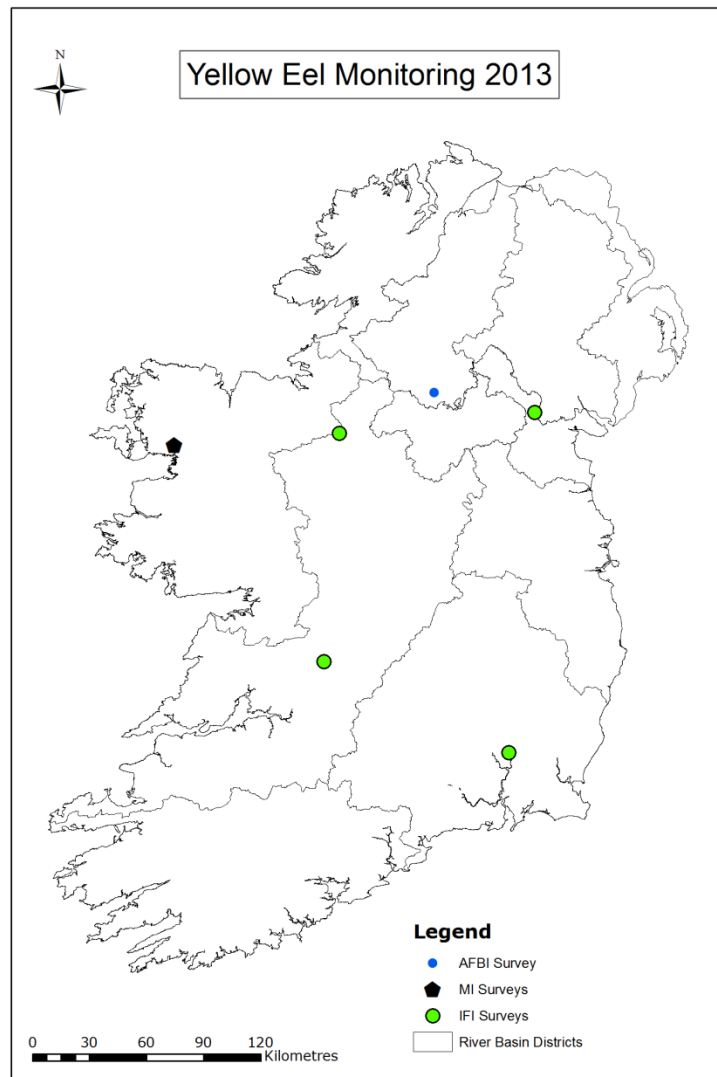 N
Yellow Eel Monitoring 2013
Legend
AFBI Survey
MI Surveys
IFI Surveys
River Basin Districts
0 15 30 60 90 120
Kilometres